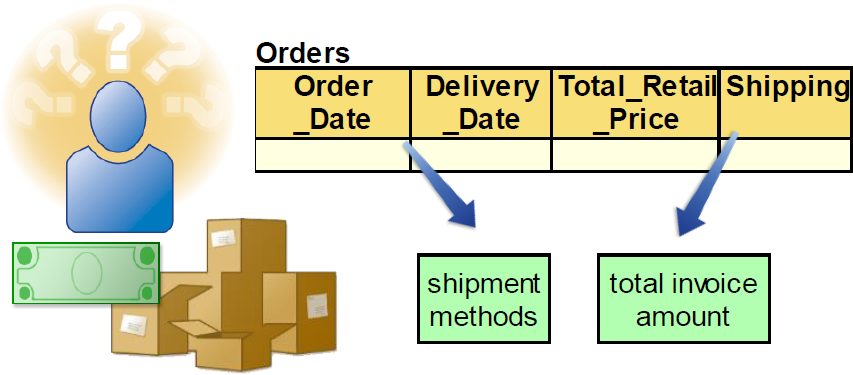 ? ? ? ? ?
Orders
Order Delivery Total_Retail Shipping
_Date _Date _Price
shipment
methods
total invoice
amount